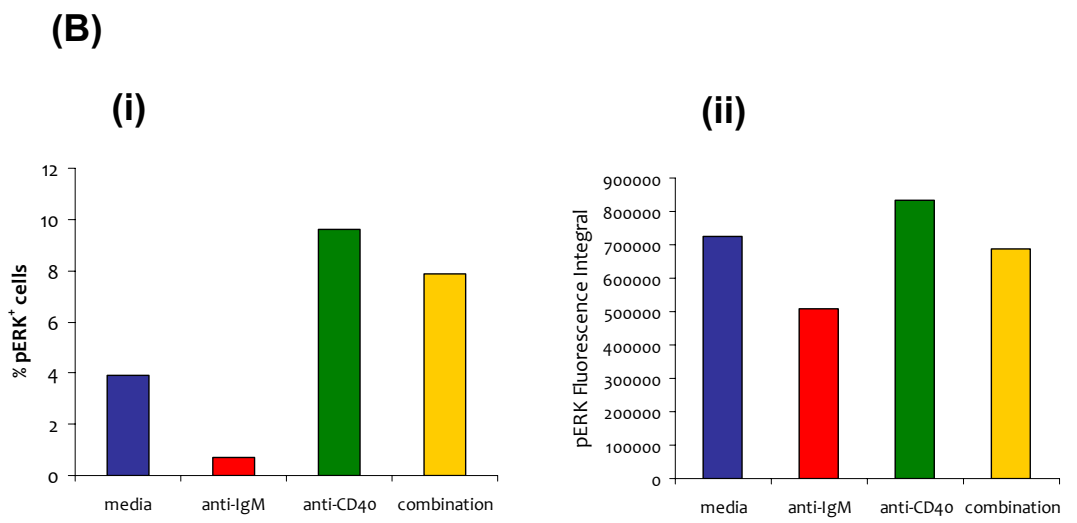 (B)
(i)
% pERK⁺ cells
12
10
8
6
4
2
0
media anti-IgM anti-CD40 combination
(ii)
pERK Fluorescence Integral
900000
800000
700000
600000
500000
400000
300000
200000
100000
0
media anti-IgM anti-CD40 combination